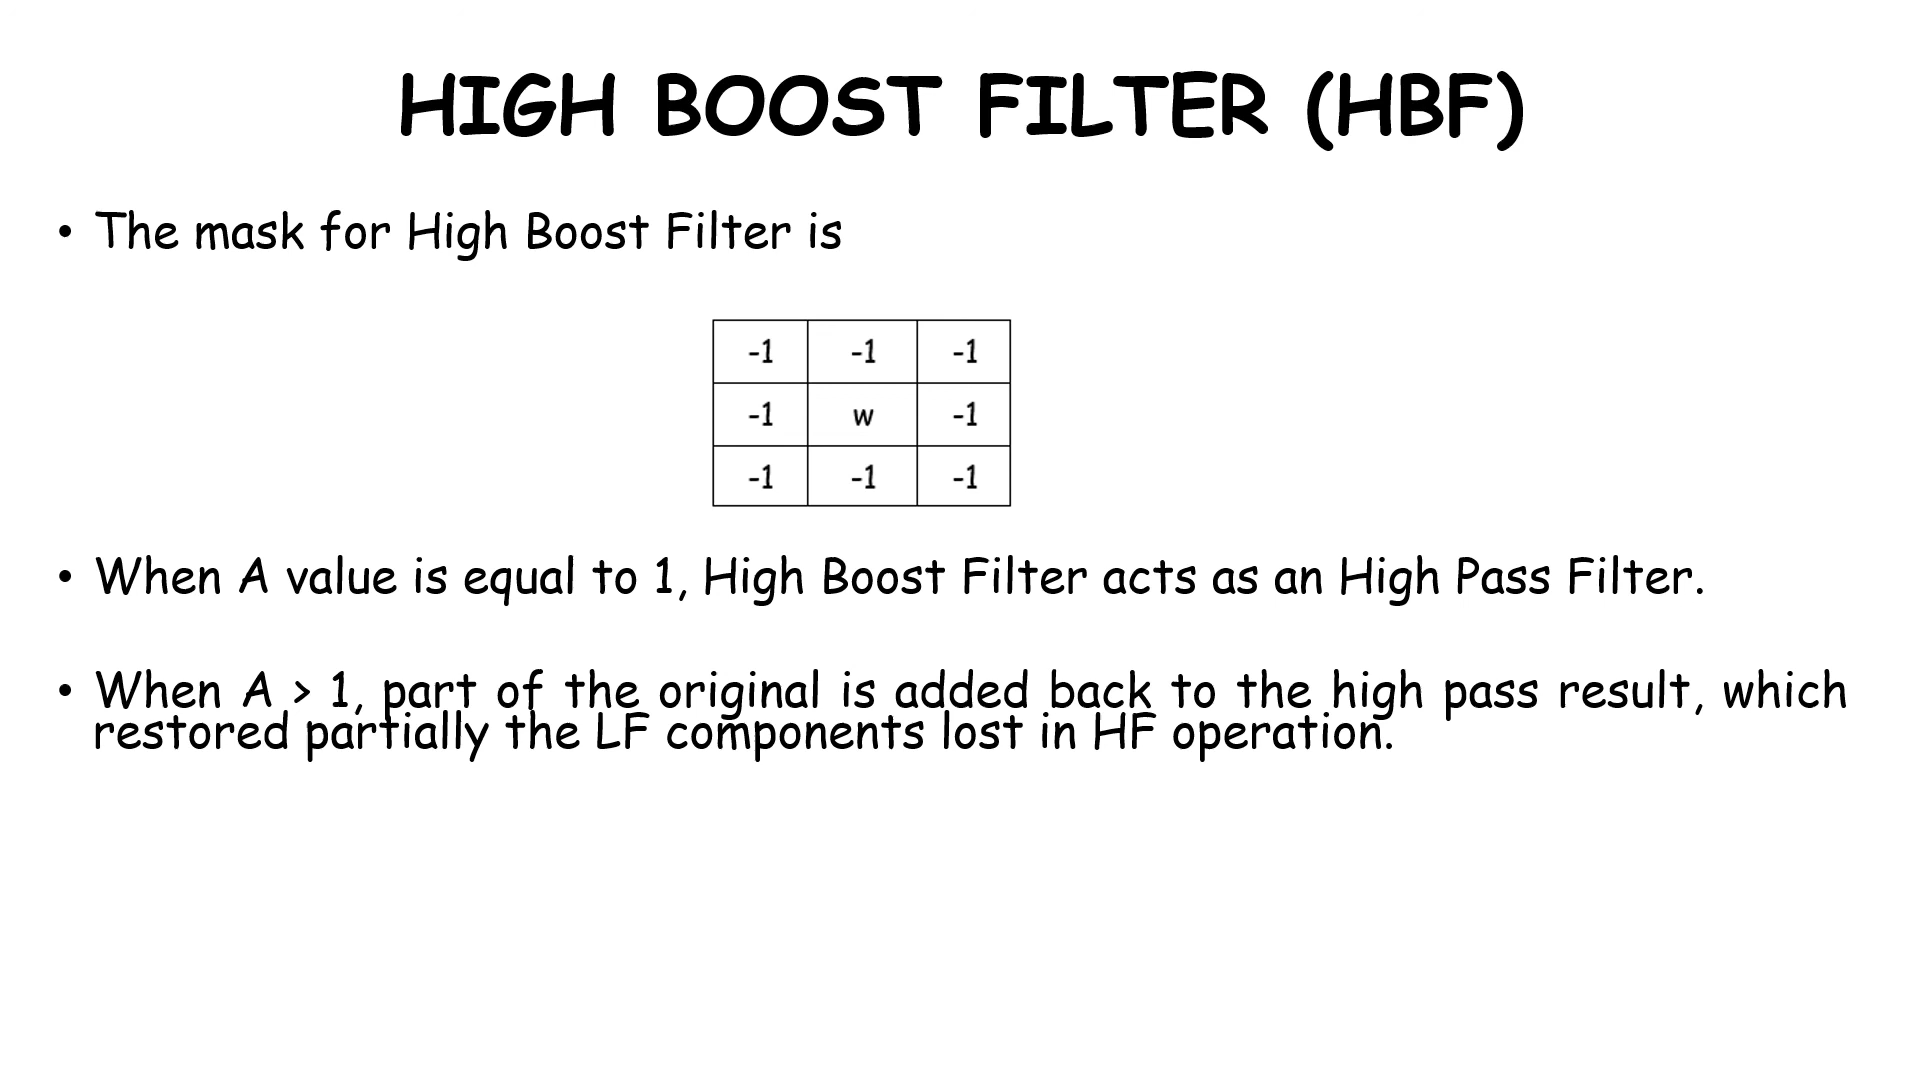 HIGH BOOST FILTER (HBF)
• The mask for High Boost Filter is
-1 -1 -1
-1 w -1
-1 -1 -1
• When A value is equal to 1, High Boost Filter acts as an High Pass Filter.
• When A > 1, part of the original is added back to the high pass result, which
restored partially the LF components lost in HF operation.